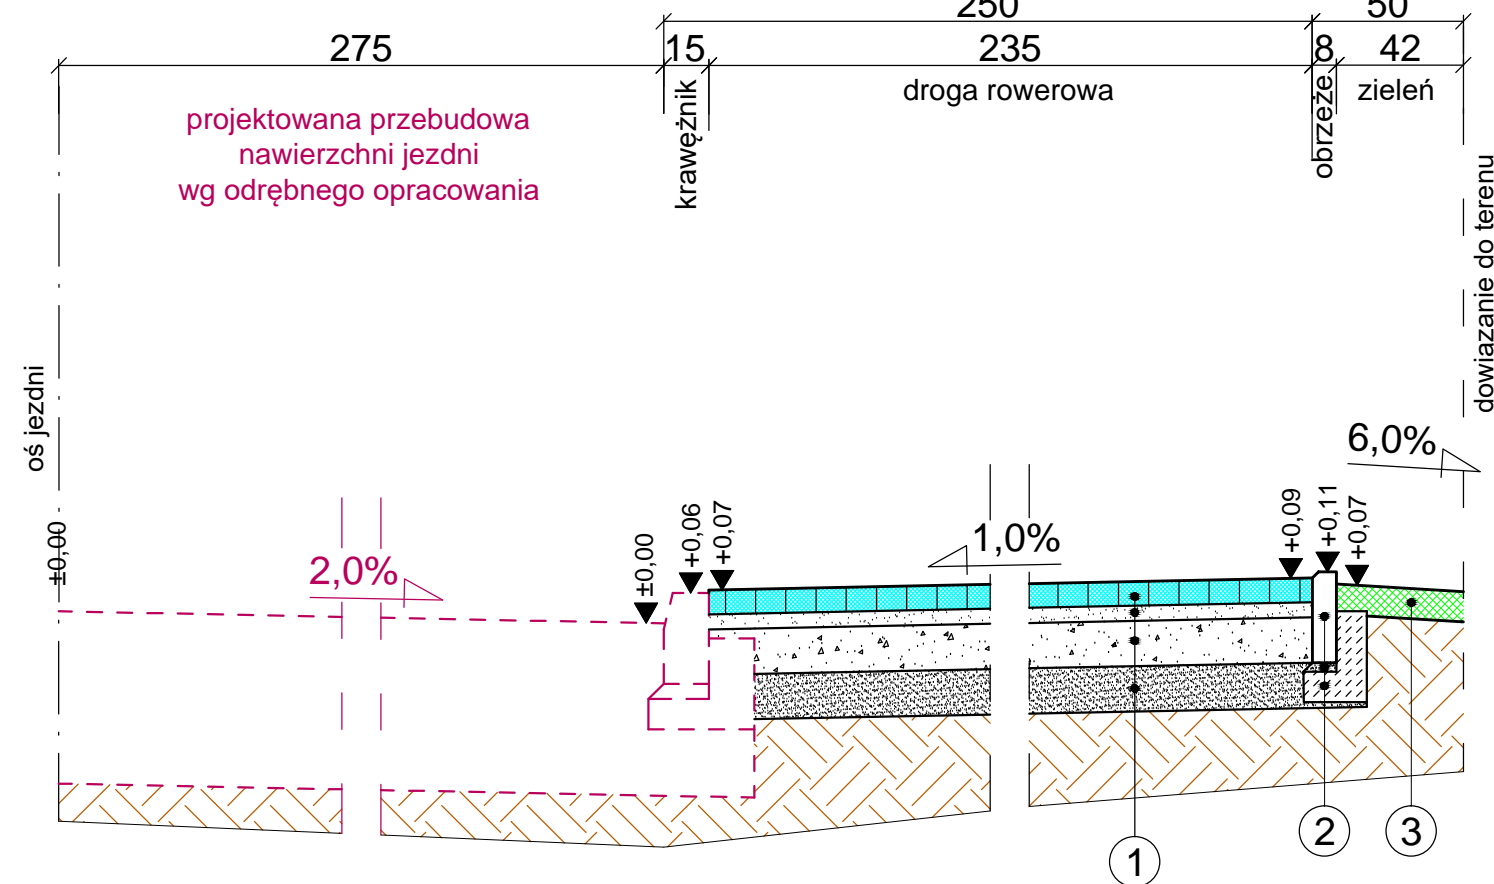 250
50
275
15
235
8
42
krawężnik
droga rowerowa
obrzeże
zieleń
projektowana przebudowa
nawierzchni jezdni
wg odrębnego opracowania
dowiazanie do terenu
oś jezdni
6,0%
±0,00
2,0%
±0,00
+0,06
+0,07
1,0%
+0,09
+0,11
+0,07
1
2
3